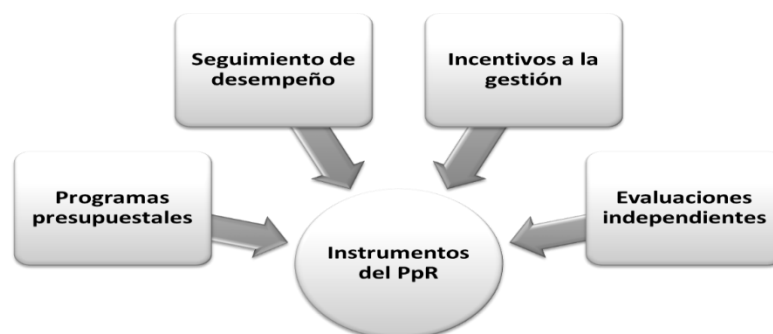 Seguimiento de
desempeño
Incentivos a la
gestión
Programas
presupuestales
Evaluaciones
independientes
Instrumentos
del PpR